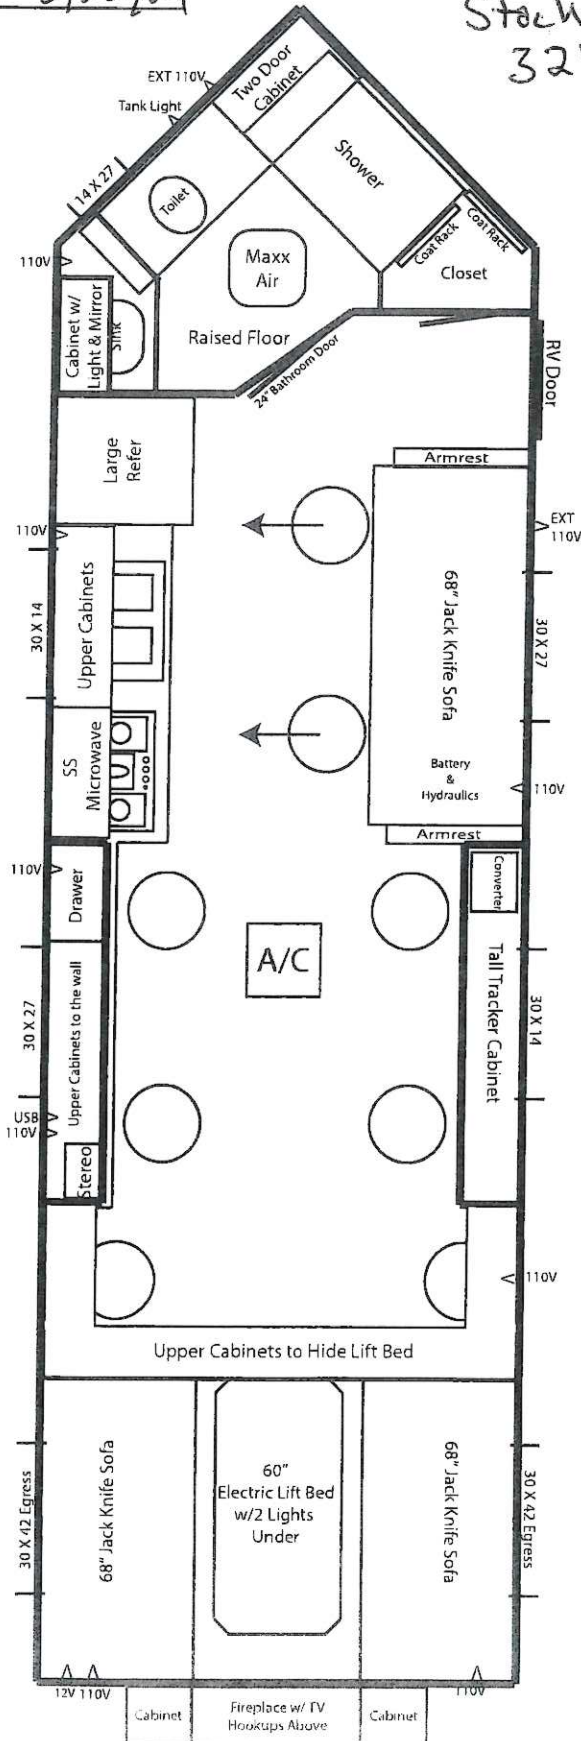 Stock
32'
EXT 110V
Tank Light
Two Door
Cabinet
Shower
14 X 27
Toilet
Coat Rack
Coat Rack
Closet
110V
Maxx
Air
Cabinet w/
Light & Mirror
Sink
Raised Floor
24" Bathroom Door
RV Door
Large
Refer
Armrest
110V
EXT
110V
30 X 14
Upper Cabinets
68" Jack Knife Sofa
30 X 27
SS
Microwave
Battery
&
Hydraulics
110V
Armrest
110V
Drawer
Converter
A/C
30 X 27
Upper Cabinets to the wall
Tall Tracker Cabinet
30 X 14
USB
110V
Stereo
110V
Upper Cabinets to Hide Lift Bed
30 X 42 Egress
68" Jack Knife Sofa
60"
Electric Lift Bed
w/2 Lights
Under
68" Jack Knife Sofa
30 X 42 Egress
12V 110V
110V
Cabinet
Fireplace w/ TV
Hookups Above
Cabinet